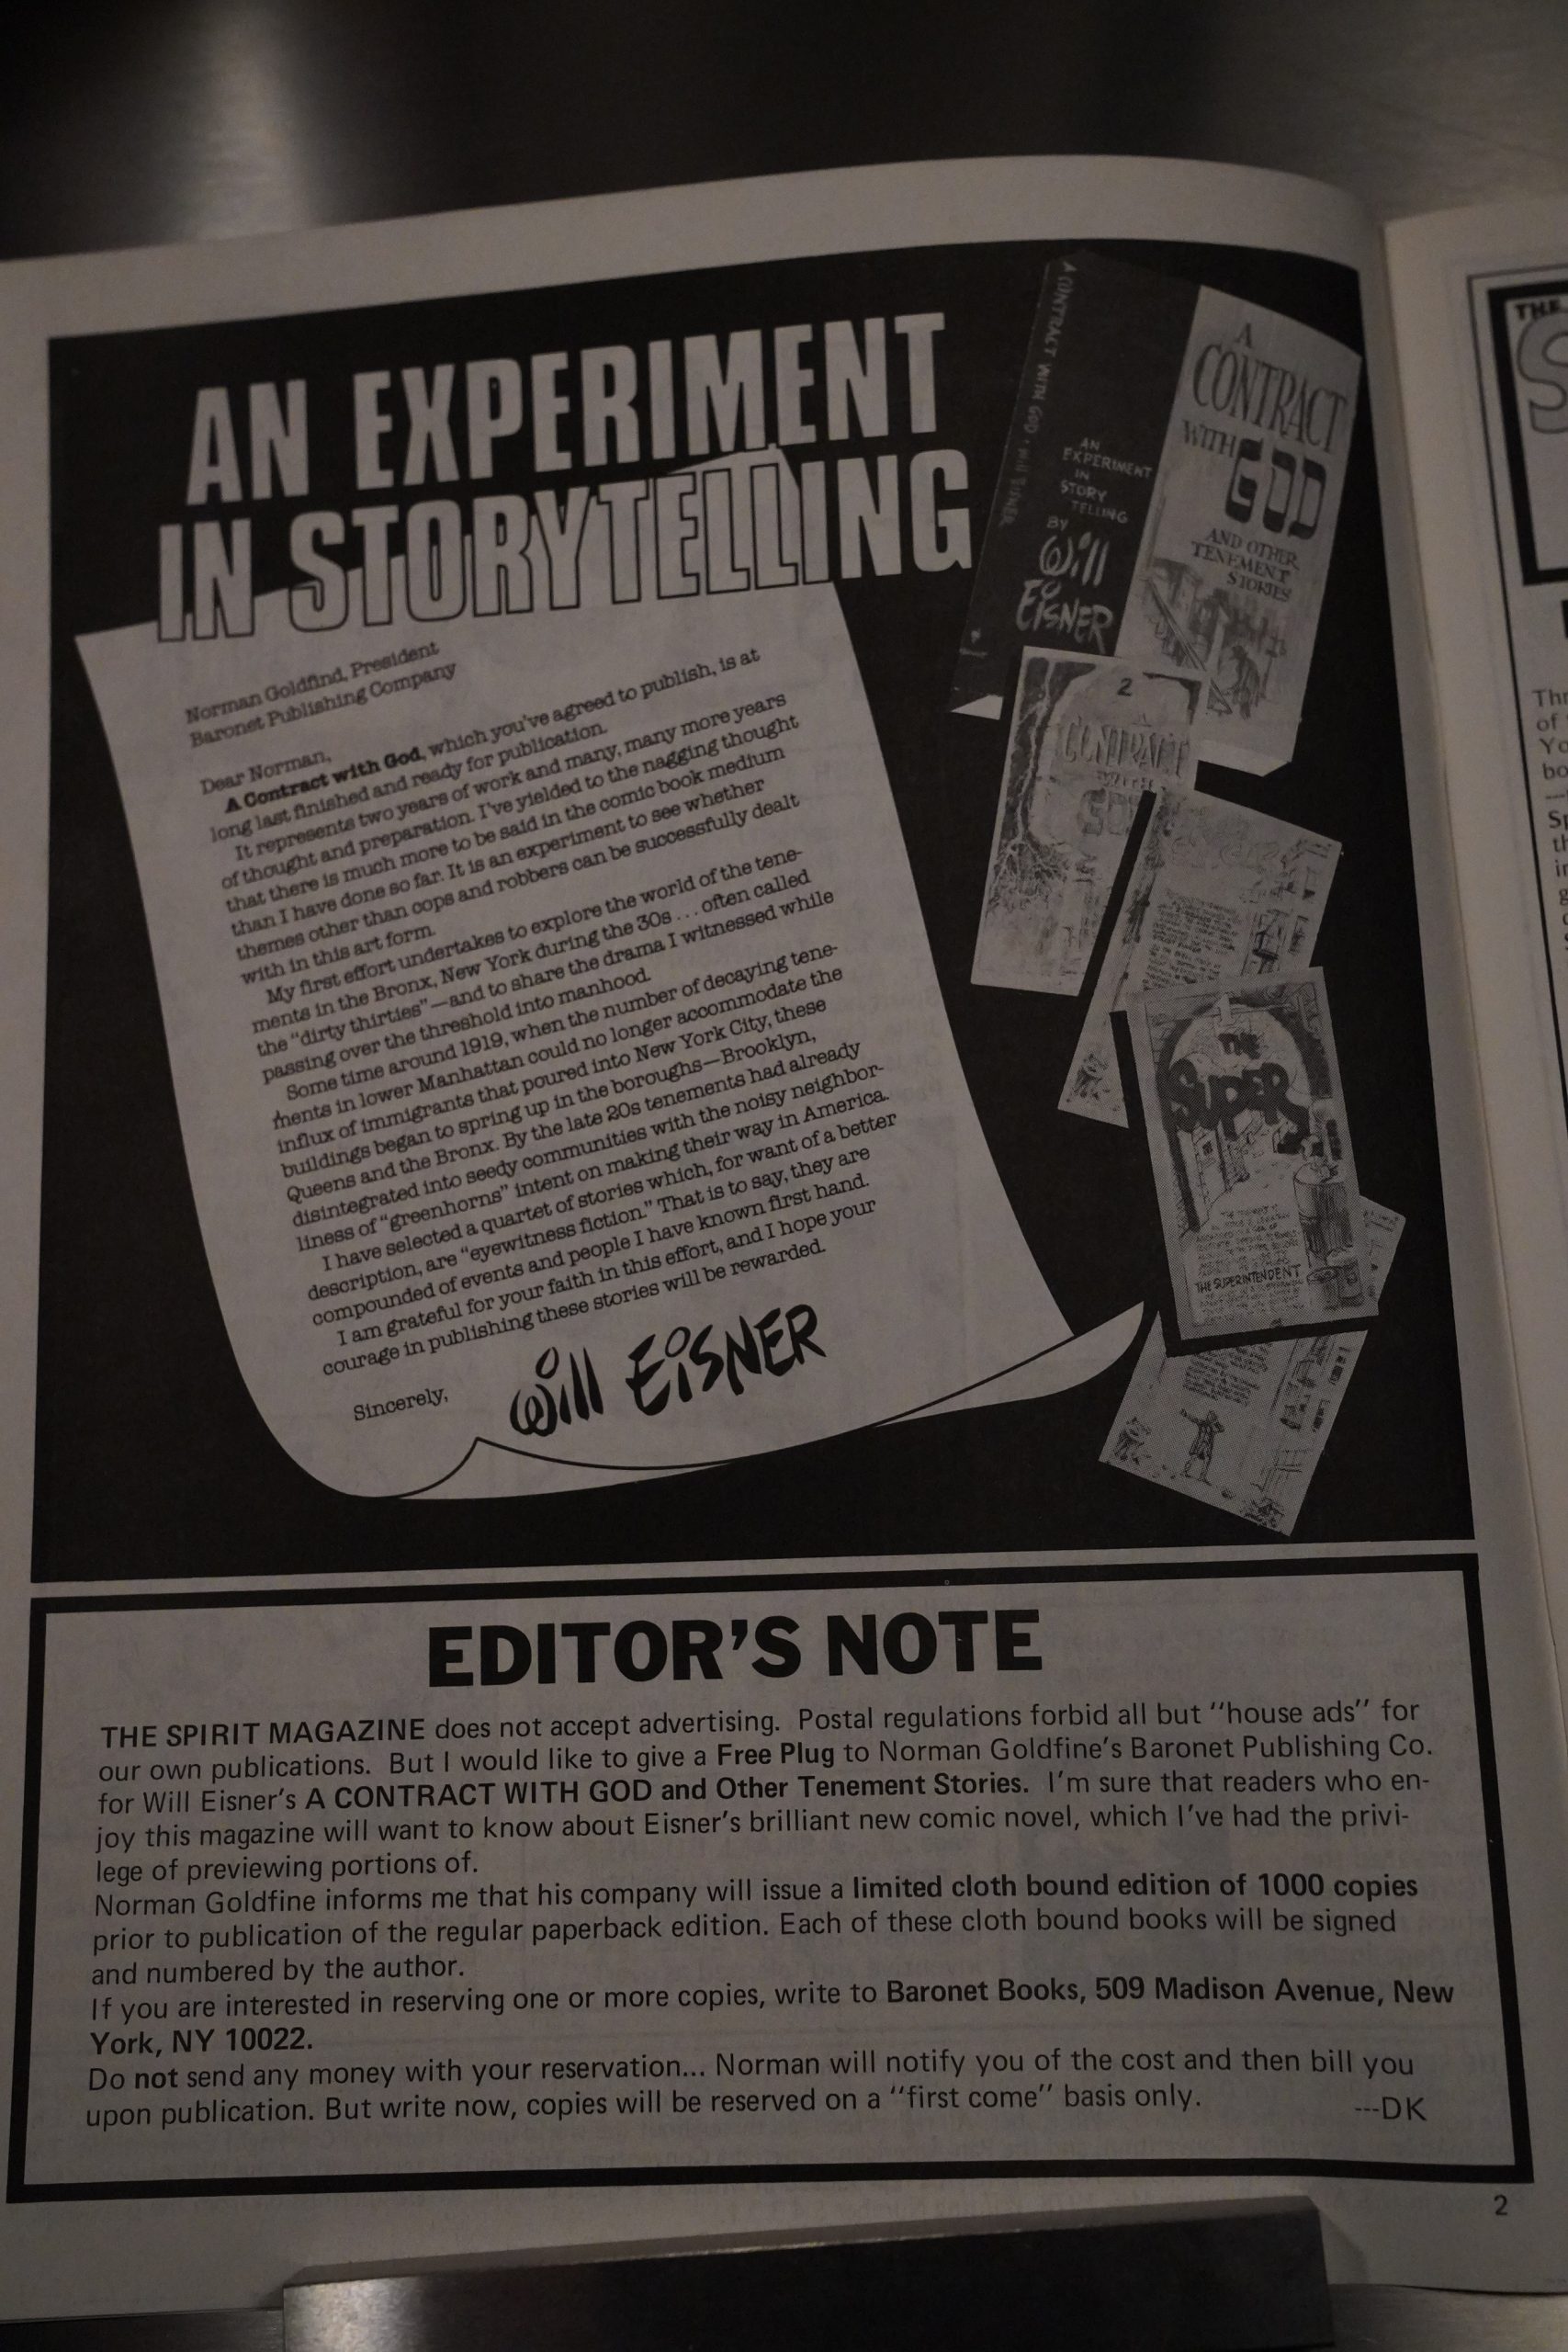 AN EXPERIMENT
IN STORYTELLING
Norman Goldfind, President
Baronet Publishing Company
Dear Norman,
A Contract with God, which you've agreed to publish, is at
long last finished and ready for publication.
It represents two years of work and many, many more years
of thought and preparation. I've yielded to the nagging thought
that there is much more to be said in the comic book medium
than I have done so far. It is an experiment to see whether
themes other than cops and robbers can be successfully dealt
with in this art form.
My first effort undertakes to explore the world of the tene-
ments in the Bronx, New York during the 30s . . . often called
the "dirty thirties"—and to share the drama I witnessed while
passing over the threshold into manhood.
Some time around 1919, when the number of decaying tene-
ments in lower Manhattan could no longer accommodate the
influx of immigrants that poured into New York City, these
buildings began to spring up in the boroughs—Brooklyn,
Queens and the Bronx. By the late 20s tenements had already
disintegrated into seedy communities with the noisy neighbor-
liness of "greenhorns" intent on making their way in America.
I have selected a quartet of stories which, for want of a better
description, are "eyewitness fiction." That is to say, they are
compounded of events and people I have known first hand.
I am grateful for your faith in this effort, and I hope your
courage in publishing these stories will be rewarded.
Sincerely,
Will EiSNER
A CONTRACT WITH GOD · Will EiSNER
AN
EXPERIMENT
IN
STORY
TELLING
BY
Will
EiSNER
A
CONTRACT
WITH GOD
AND OTHER
TENEMENT
STORIES
2
CONTRACT
WITH
GOD
THE
SUPER
THE SUPERINTENDENT
EDITOR'S NOTE
THE SPIRIT MAGAZINE does not accept advertising. Postal regulations forbid all but "house ads" for
our own publications. But I would like to give a Free Plug to Norman Goldfine's Baronet Publishing Co.
for Will Eisner's A CONTRACT WITH GOD and Other Tenement Stories. I'm sure that readers who en-
joy this magazine will want to know about Eisner's brilliant new comic novel, which I've had the privi-
lege of previewing portions of.
Norman Goldfine informs me that his company will issue a limited cloth bound edition of 1000 copies
prior to publication of the regular paperback edition. Each of these cloth bound books will be signed
and numbered by the author.
If you are interested in reserving one or more copies, write to Baronet Books, 509 Madison Avenue, New
York, NY 10022.
Do not send any money with your reservation... Norman will notify you of the cost and then bill you
upon publication. But write now, copies will be reserved on a "first come" basis only.
---DK
2
THE